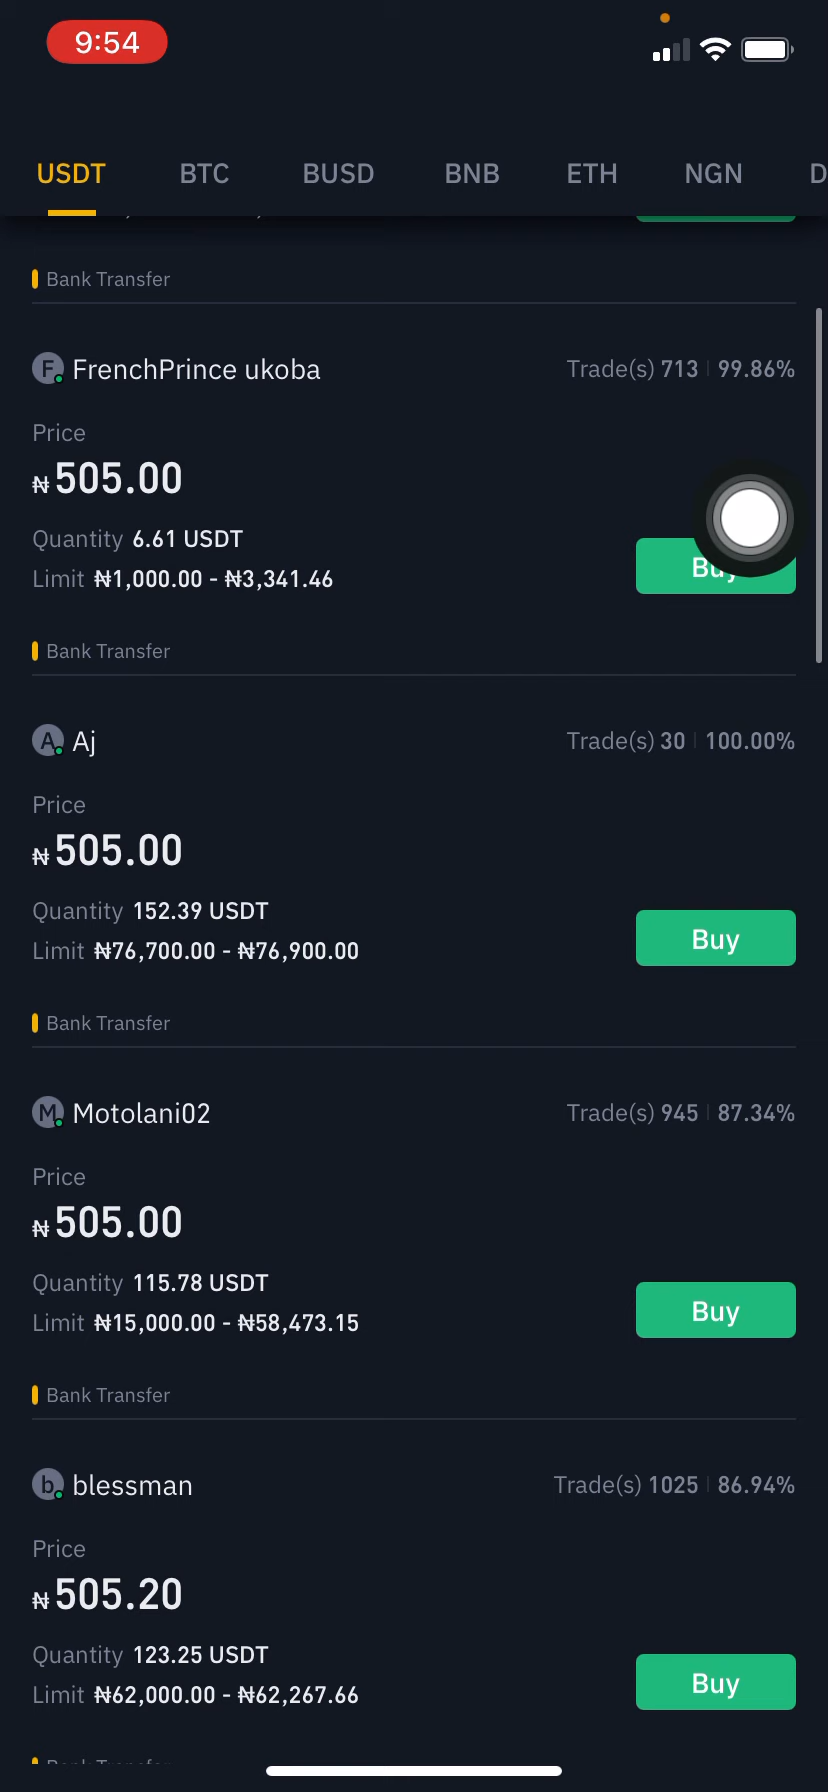 9:54
USDT BTC BUSD BNB ETH NGN D
Bank Transfer
F FrenchPrince ukoba Trade(s) 713 | 99.86%
Price
₦ 505.00
Quantity 6.61 USDT
Limit ₦1,000.00 - ₦3,341.46
Buy
Bank Transfer
A Aj Trade(s) 30 | 100.00%
Price
₦ 505.00
Quantity 152.39 USDT
Limit ₦76,700.00 - ₦76,900.00
Buy
Bank Transfer
M Motolani02 Trade(s) 945 | 87.34%
Price
₦ 505.00
Quantity 115.78 USDT
Limit ₦15,000.00 - ₦58,473.15
Buy
Bank Transfer
b blessman Trade(s) 1025 | 86.94%
Price
₦ 505.20
Quantity 123.25 USDT
Limit ₦62,000.00 - ₦62,267.66
Buy
Bank Transfer